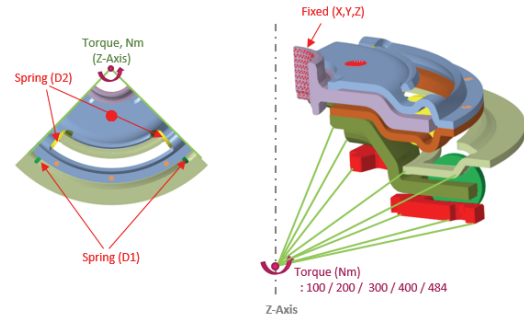 Torque, Nm
(Z-Axis)
Spring (D2)
Spring (D1)
Fixed (X,Y,Z)
Torque (Nm)
: 100 / 200 / 300 / 400 / 484
Z-Axis